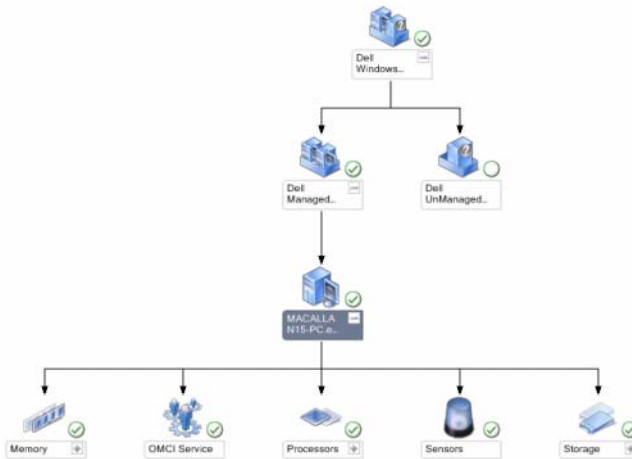 Dell
Windows...
Dell
Managed...
Dell
UnManaged...
MACALLA
N15-PC.e...
Memory
OMCI Service
Processors
Sensors
Storage